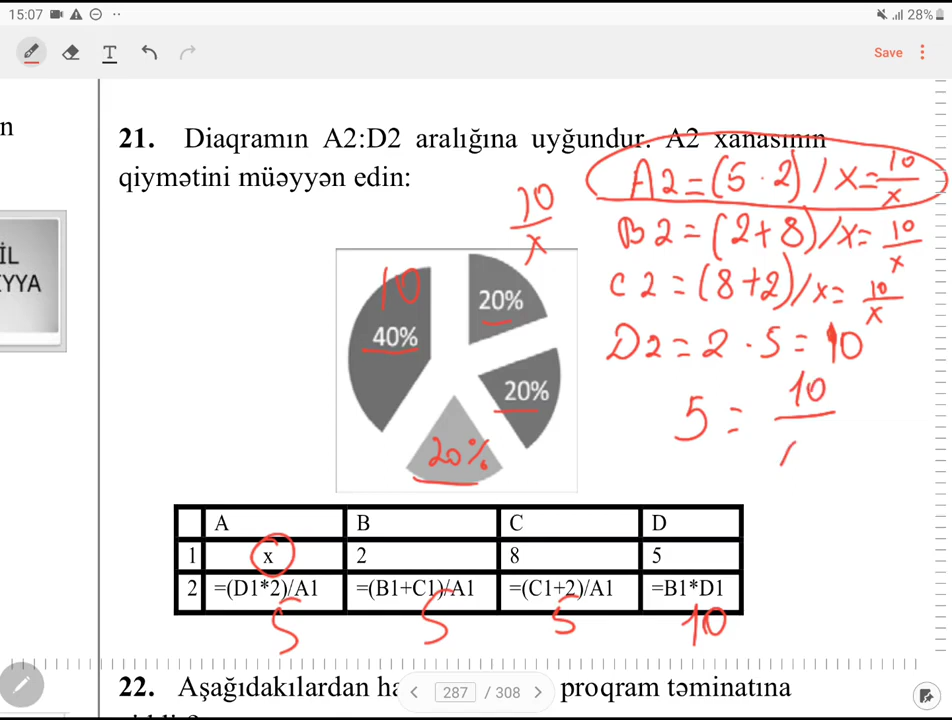 15:07
28%
T
Save
n
21. Diaqramın A2:D2 aralığına uyğundur. A2 xanasının
qiymətini müəyyən edin:
A2=(5·2)/x=10/x
B2=(2+8)/x=10/x
C2=(8+2)/x=10/x
D2=2·5=10
5=10/
10/x
10
40%
20%
20%
20%
İL
EYYA
A B C D
1 x 2 8 5
2 =(D1*2)/A1 =(B1+C1)/A1 =(C1+2)/A1 =B1*D1
5 5 5 10
22. Aşağıdakılardan
287 / 308
proqram təminatına